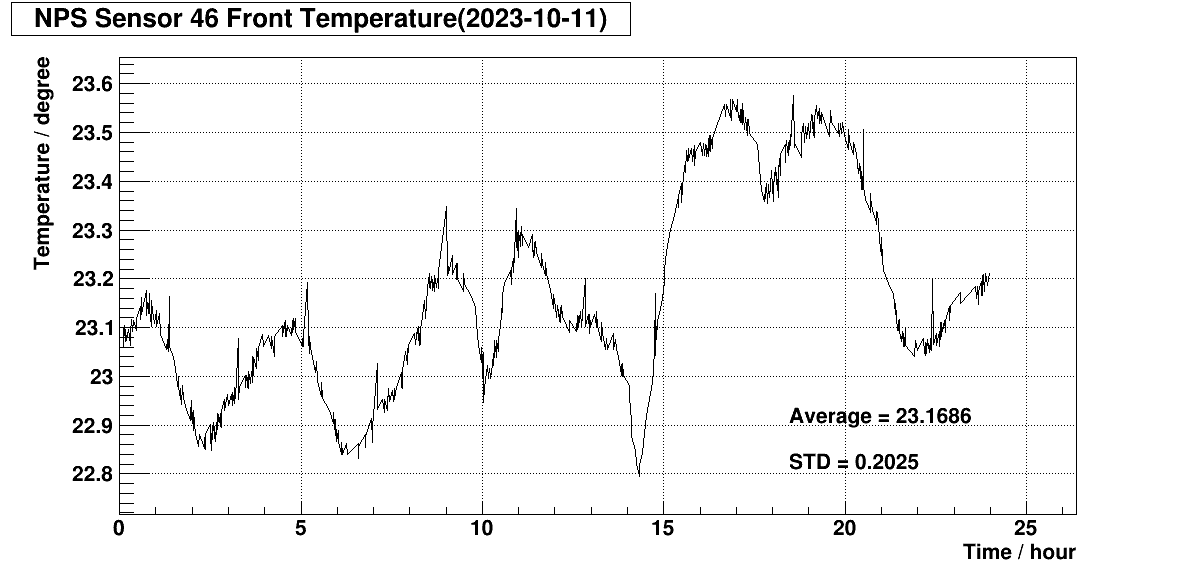 NPS Sensor 46 Front Temperature(2023-10-11)
Temperature / degree
23.6
23.5
23.4
23.3
23.2
23.1
23
22.9
22.8
Average = 23.1686
STD = 0.2025
0 5 10 15 20 25
Time / hour